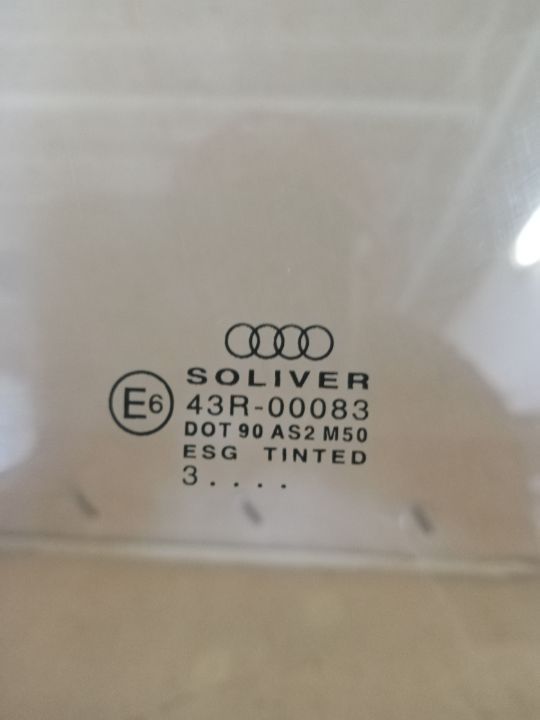 SOLIVER
E6 43R-00083
DOT 90 AS2 M50
ESG TINTED
3 . . . .